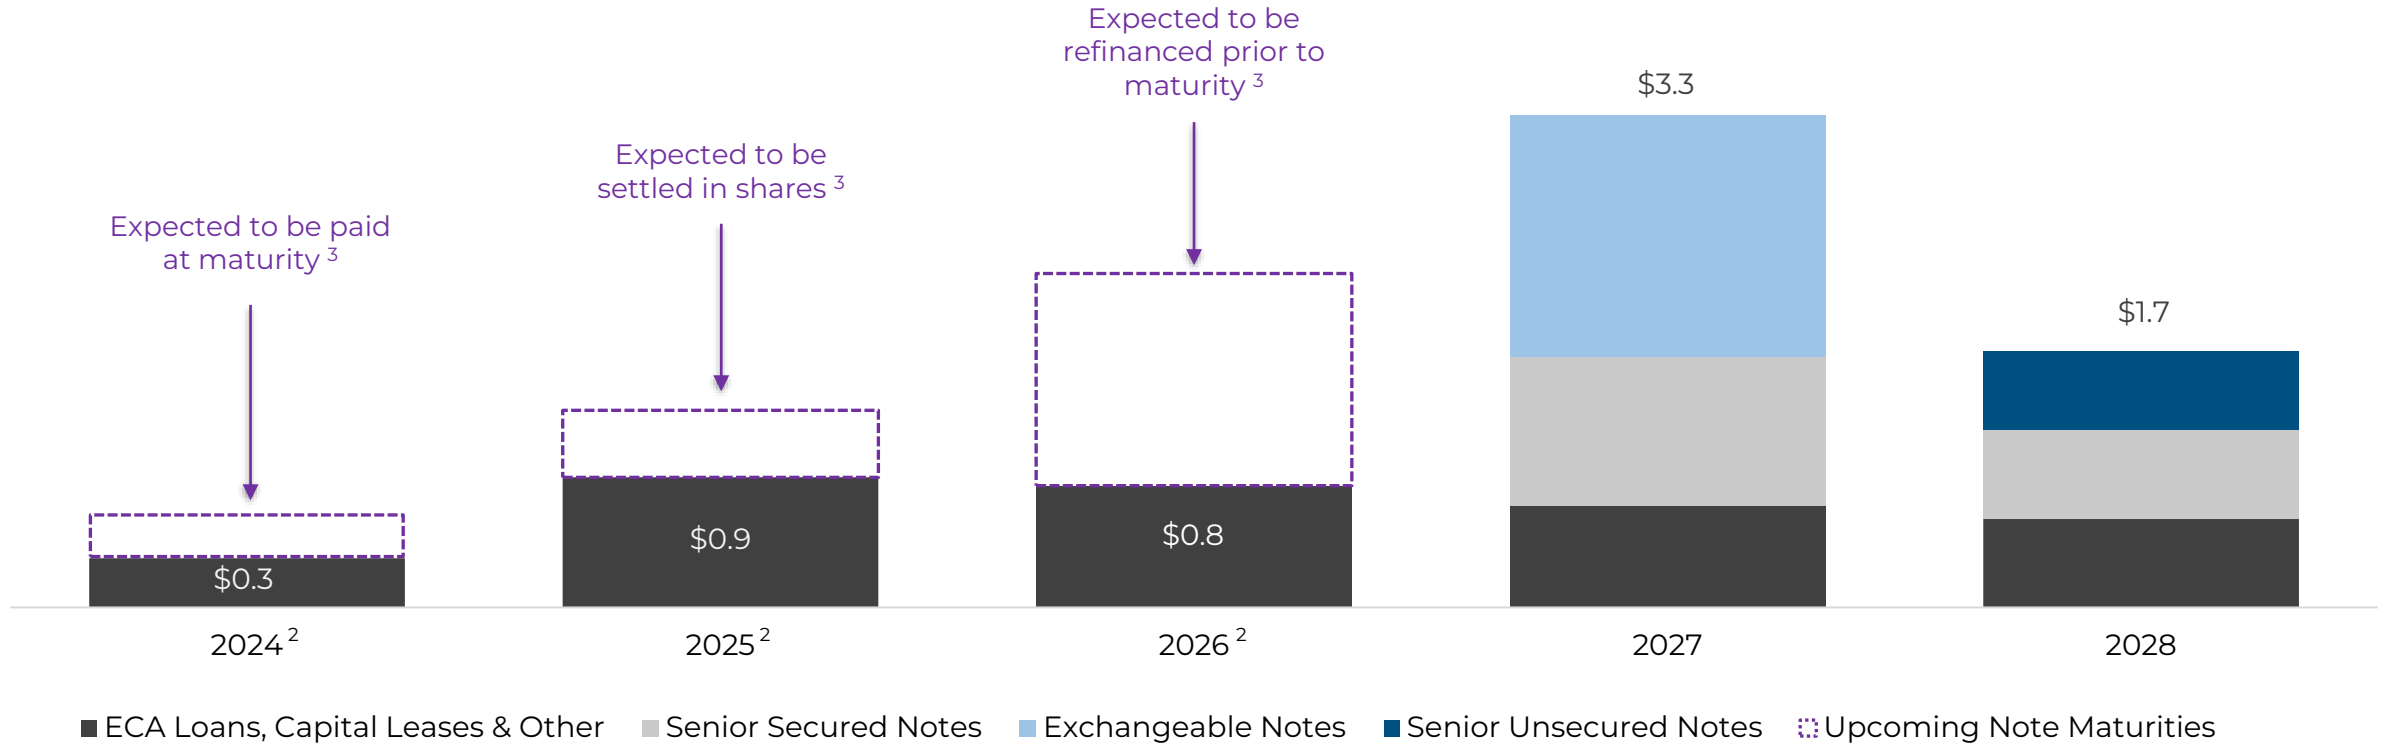 Expected to be
refinanced prior to
maturity 3
$3.3
Expected to be
settled in shares 3
Expected to be paid
at maturity 3
$1.7
$0.3
$0.9
$0.8
2024 2
2025 2
2026 2
2027
2028
ECA Loans, Capital Leases & Other
Senior Secured Notes
Exchangeable Notes
Senior Unsecured Notes
Upcoming Note Maturities